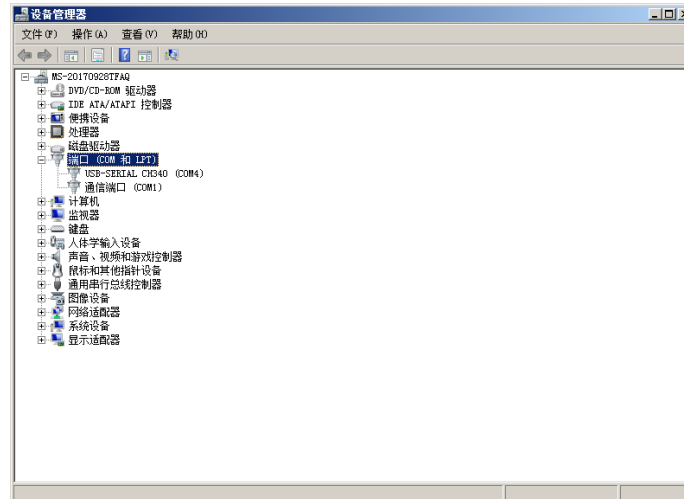 设备管理器
文件(F) 操作(A) 查看(V) 帮助(H)
MS-20170928TFAQ
DVD/CD-ROM 驱动器
IDE ATA/ATAPI 控制器
便携设备
处理器
磁盘驱动器
端口 (COM 和 LPT)
USB-SERIAL CH340 (COM4)
通信端口 (COM1)
计算机
监视器
键盘
人体学输入设备
声音、视频和游戏控制器
鼠标和其他指针设备
通用串行总线控制器
图像设备
网络适配器
系统设备
显示适配器